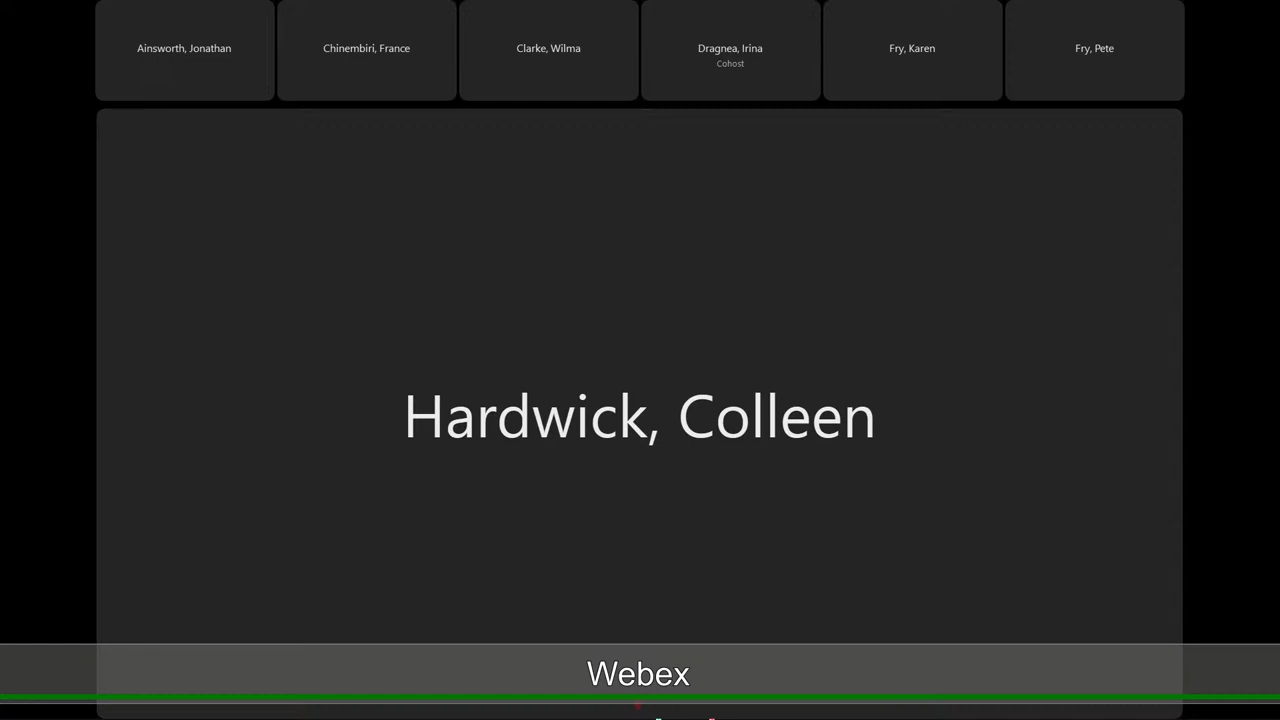 Ainsworth, Jonathan
Chinembiri, France
Clarke, Wilma
Dragnea, Irina
Cohost
Fry, Karen
Fry, Pete
Hardwick, Colleen
Webex